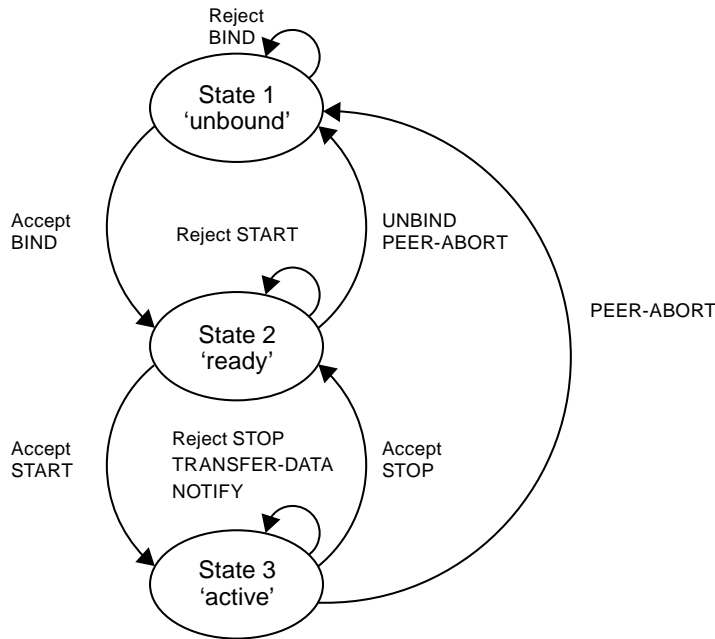 Reject
BIND
State 1
‘unbound’
Accept
BIND
Reject START
UNBIND
PEER-ABORT
PEER-ABORT
State 2
‘ready’
Accept
START
Reject STOP
TRANSFER-DATA
NOTIFY
Accept
STOP
State 3
‘active’